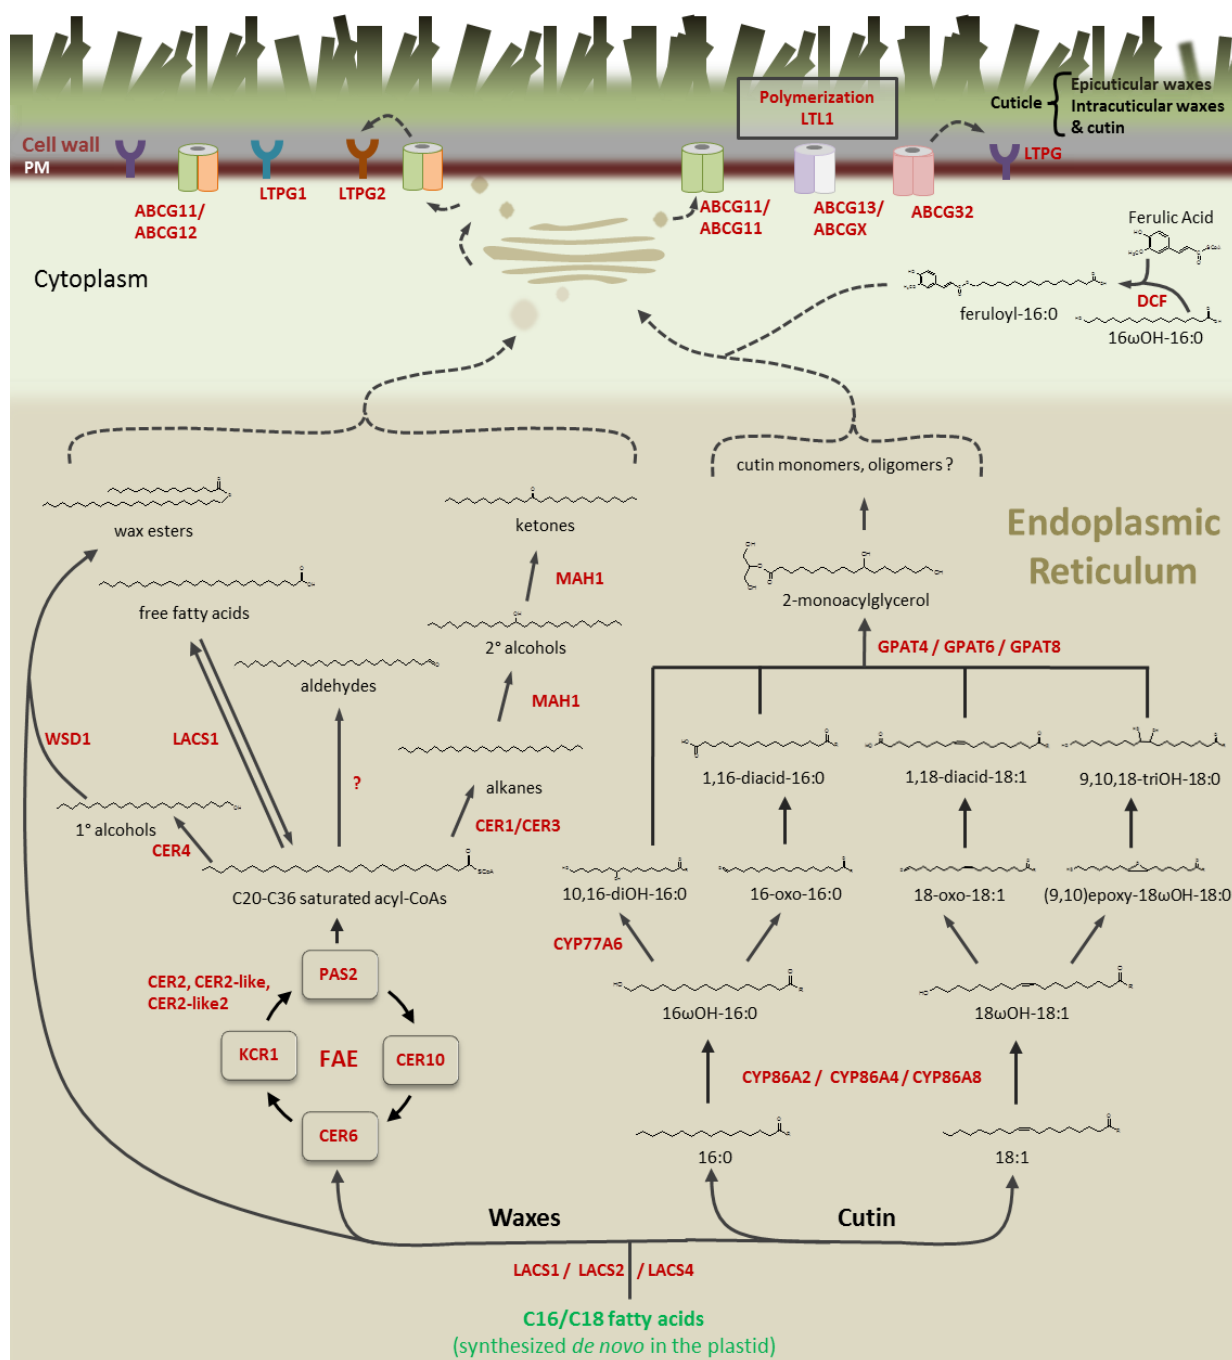 Epicuticular waxes
Cuticle
Intracuticular waxes
& cutin
Polymerization
LTL1
Cell wall
PM
LTPG1
LTPG2
LTPG
ABCG11/
ABCG12
ABCG11/
ABCG11
ABCG13/
ABCGX
ABCG32
Ferulic Acid
Cytoplasm
DCF
feruloyl-16:0
16ωOH-16:0
cutin monomers, oligomers ?
wax esters
ketones
Endoplasmic
Reticulum
MAH1
2-monoacylglycerol
free fatty acids
2° alcohols
GPAT4 / GPAT6 / GPAT8
aldehydes
MAH1
WSD1
LACS1
?
alkanes
1,16-diacid-16:0
1,18-diacid-18:1
9,10,18-triOH-18:0
1° alcohols
CER4
CER1/CER3
C20-C36 saturated acyl-CoAs
10,16-diOH-16:0
16-oxo-16:0
18-oxo-18:1
(9,10)epoxy-18ωOH-18:0
CYP77A6
CER2, CER2-like,
CER2-like2
PAS2
KCR1
FAE
CER10
CER6
16ωOH-16:0
18ωOH-18:1
CYP86A2 / CYP86A4 / CYP86A8
16:0
18:1
Waxes
Cutin
LACS1 / LACS2 / LACS4
C16/C18 fatty acids
(synthesized de novo in the plastid)